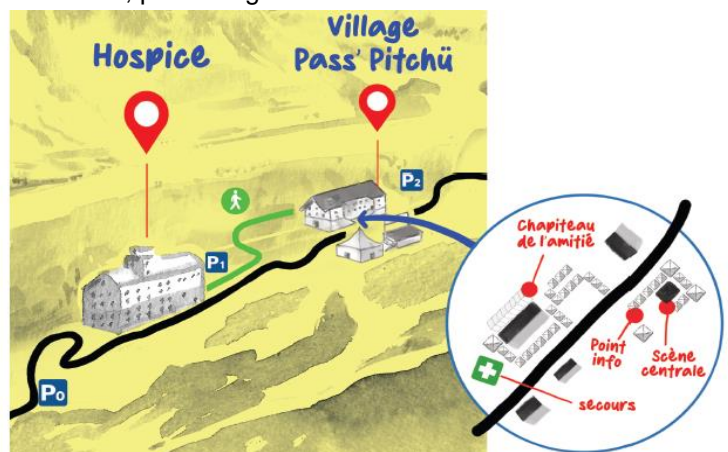 Hospice
Village
Pass' Pitchü
P2
P1
P0
Chapiteau
de l'amitié
Point
info
Scène
centrale
secours